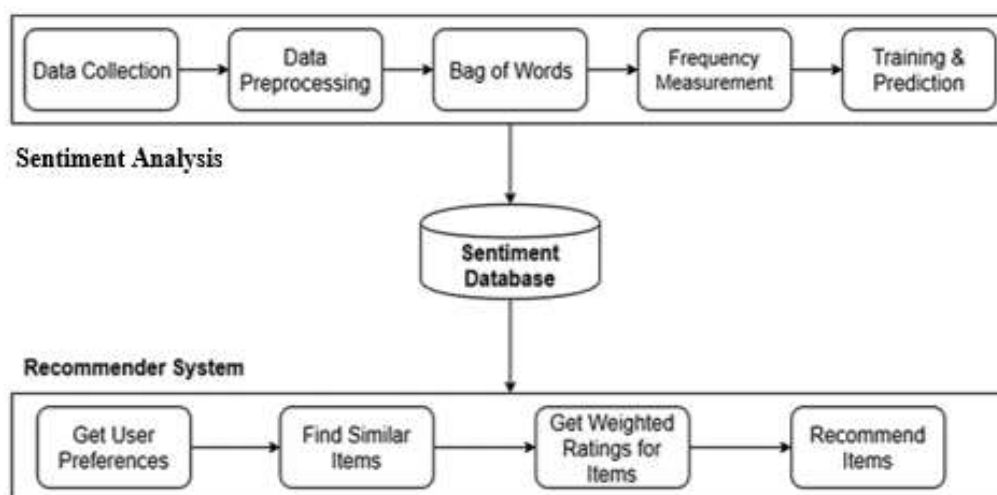 Data Collection
Data
Preprocessing
Bag of Words
Frequency
Measurement
Training &
Prediction
Sentiment Analysis
Sentiment
Database
Recommender System
Get User
Preferences
Find Similar
Items
Get Weighted
Ratings for
Items
Recommend
Items